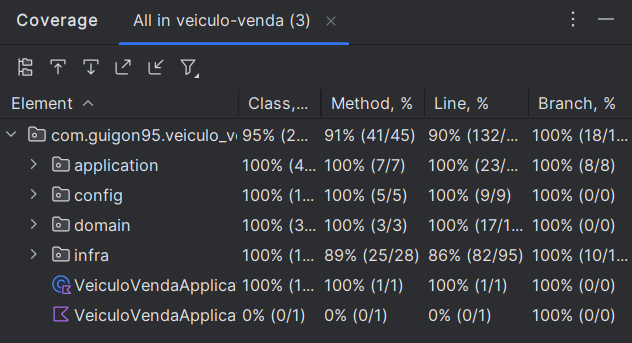 Coverage All in veiculo-venda (3)
Element Class,... Method, % Line, % Branch, %
com.guigon95.veiculo_v 95% (2... 91% (41/45) 90% (132/... 100% (18/1...
application 100% (4... 100% (7/7) 100% (23/... 100% (8/8)
config 100% (1... 100% (5/5) 100% (9/9) 100% (0/0)
domain 100% (3... 100% (3/3) 100% (17/1... 100% (0/0)
infra 100% (1... 89% (25/28) 86% (82/95) 100% (10/1...
VeiculoVendaApplica 100% (1... 100% (1/1) 100% (1/1) 100% (0/0)
VeiculoVendaApplica 0% (0/1) 0% (0/1) 0% (0/1) 100% (0/0)